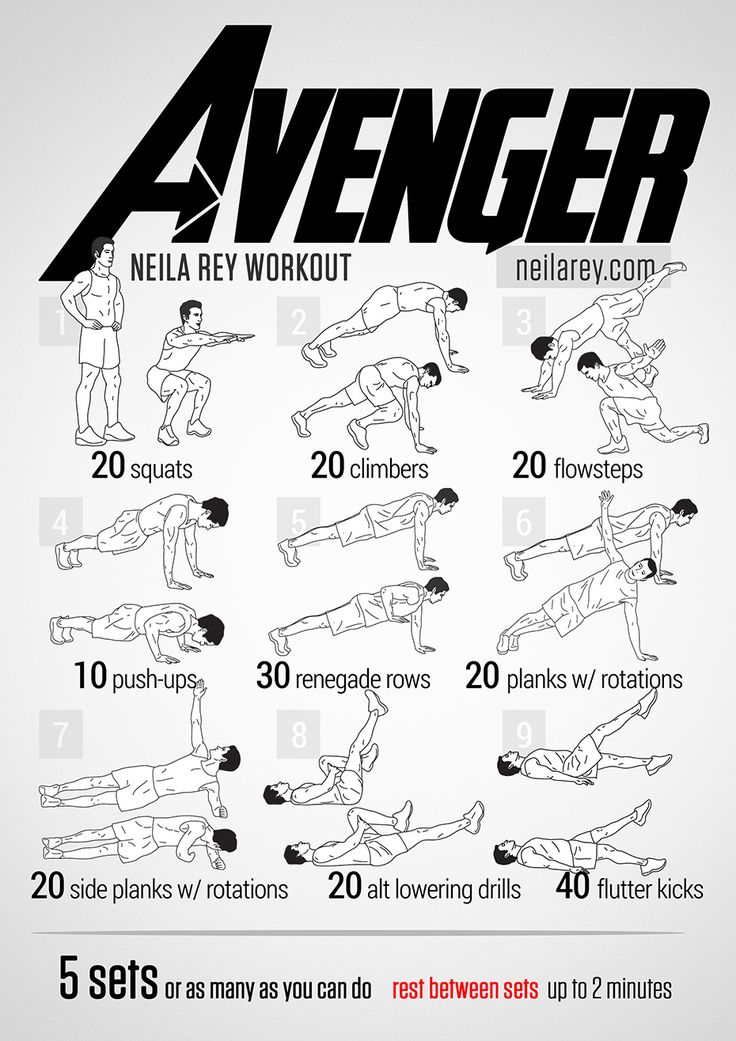 AVENGER
NEILA REY WORKOUT
neilarey.com
1
20 squats
2
20 climbers
3
20 flowsteps
4
10 push-ups
5
30 renegade rows
6
20 planks w/ rotations
7
20 side planks w/ rotations
8
20 alt lowering drills
9
40 flutter kicks
5 sets or as many as you can do rest between sets up to 2 minutes